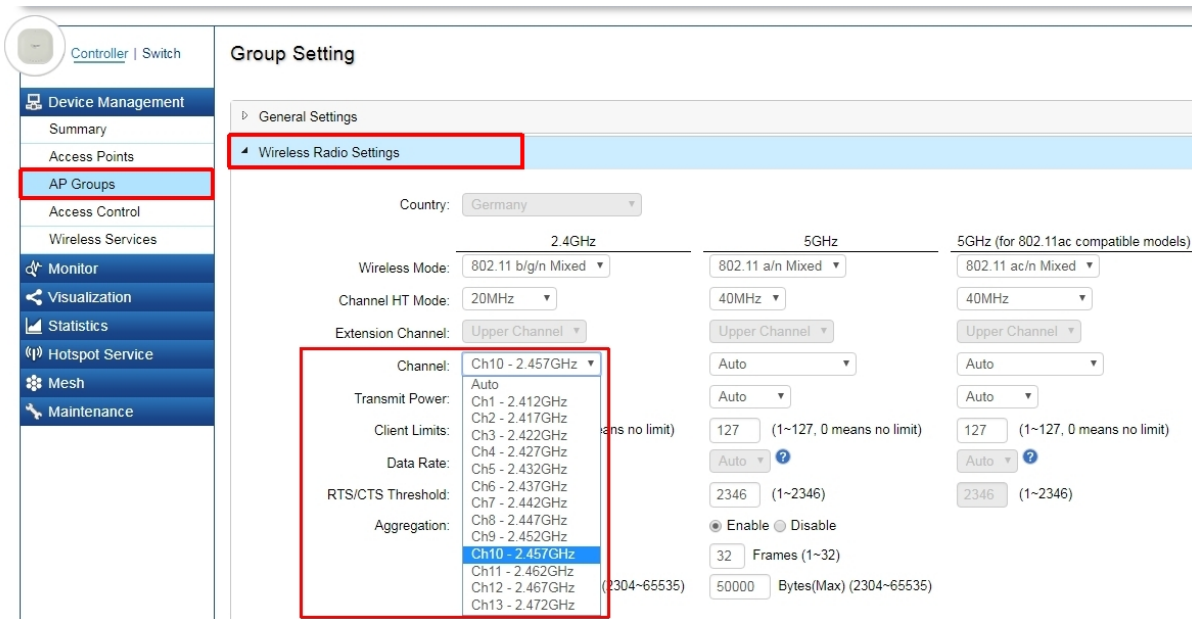 Controller | Switch
Group Setting
Device Management
Summary
Access Points
AP Groups
Access Control
Wireless Services
Monitor
Visualization
Statistics
Hotspot Service
Mesh
Maintenance
General Settings
Wireless Radio Settings
Country: Germany
2.4GHz 5GHz 5GHz (for 802.11ac compatible models)
Wireless Mode: 802.11 b/g/n Mixed 802.11 a/n Mixed 802.11 ac/n Mixed
Channel HT Mode: 20MHz 40MHz 40MHz
Extension Channel: Upper Channel Upper Channel Upper Channel
Channel: Ch10 - 2.457GHz Auto Auto
Auto
Ch1 - 2.412GHz
Ch2 - 2.417GHz
Ch3 - 2.422GHz
Ch4 - 2.427GHz
Ch5 - 2.432GHz
Ch6 - 2.437GHz
Ch7 - 2.442GHz
Ch8 - 2.447GHz
Ch9 - 2.452GHz
Ch10 - 2.457GHz
Ch11 - 2.462GHz
Ch12 - 2.467GHz
Ch13 - 2.472GHz
Transmit Power: Auto Auto
Client Limits: ans no limit) 127 (1~127, 0 means no limit) 127 (1~127, 0 means no limit)
Data Rate: Auto ? Auto ?
RTS/CTS Threshold: 2346 (1~2346) 2346 (1~2346)
Aggregation: Enable Disable
32 Frames (1~32)
(2304~65535) 50000 Bytes(Max) (2304~65535)